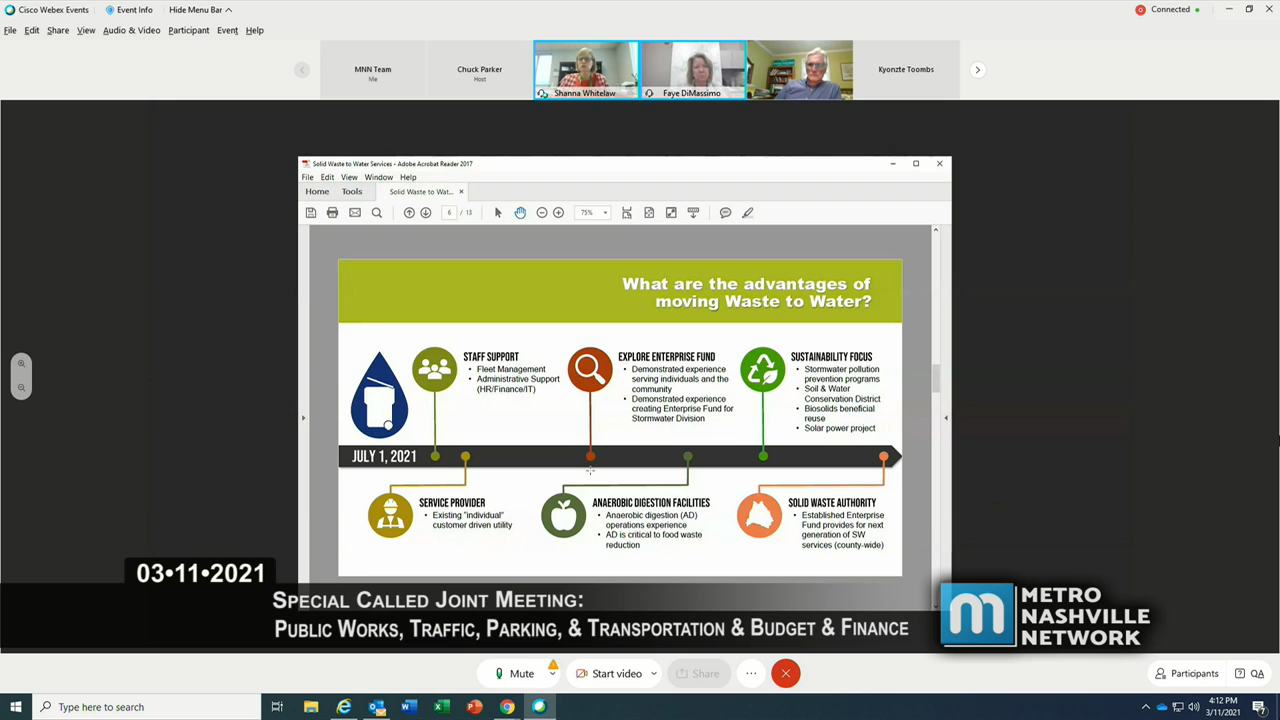 Cisco Webex Events
Event Info
Hide Menu Bar
Connected
File Edit Share View Audio & Video Participant Event Help
MNN Team
Me
Chuck Parker
Host
Shanna Whitelaw
Faye DiMassimo
Kyonzte Toombs
Solid Waste to Water Services - Adobe Acrobat Reader 2017
File Edit View Window Help
Home Tools Solid Waste to Wat... ×
6 / 13
75%
What are the advantages of
moving Waste to Water?
STAFF SUPPORT
• Fleet Management
• Administrative Support
(HR/Finance/IT)
EXPLORE ENTERPRISE FUND
• Demonstrated experience
serving individuals and the
community
• Demonstrated experience
creating Enterprise Fund for
Stormwater Division
SUSTAINABILITY FOCUS
• Stormwater pollution
prevention programs
• Soil & Water
Conservation District
• Biosolids beneficial
reuse
• Solar power project
JULY 1, 2021
SERVICE PROVIDER
• Existing "individual"
customer driven utility
ANAEROBIC DIGESTION FACILITIES
• Anaerobic digestion (AD)
operations experience
• AD is critical to food waste
reduction
SOLID WASTE AUTHORITY
• Established Enterprise
Fund provides for next
generation of SW
services (county-wide)
03•11•2021
SPECIAL CALLED JOINT MEETING:
PUBLIC WORKS, TRAFFIC, PARKING, & TRANSPORTATION & BUDGET & FINANCE
m
METRO
NASHVILLE
NETWORK
Mute
Start video
Share
Participants
QA
Type here to search
4:12 PM
3/11/2021
7